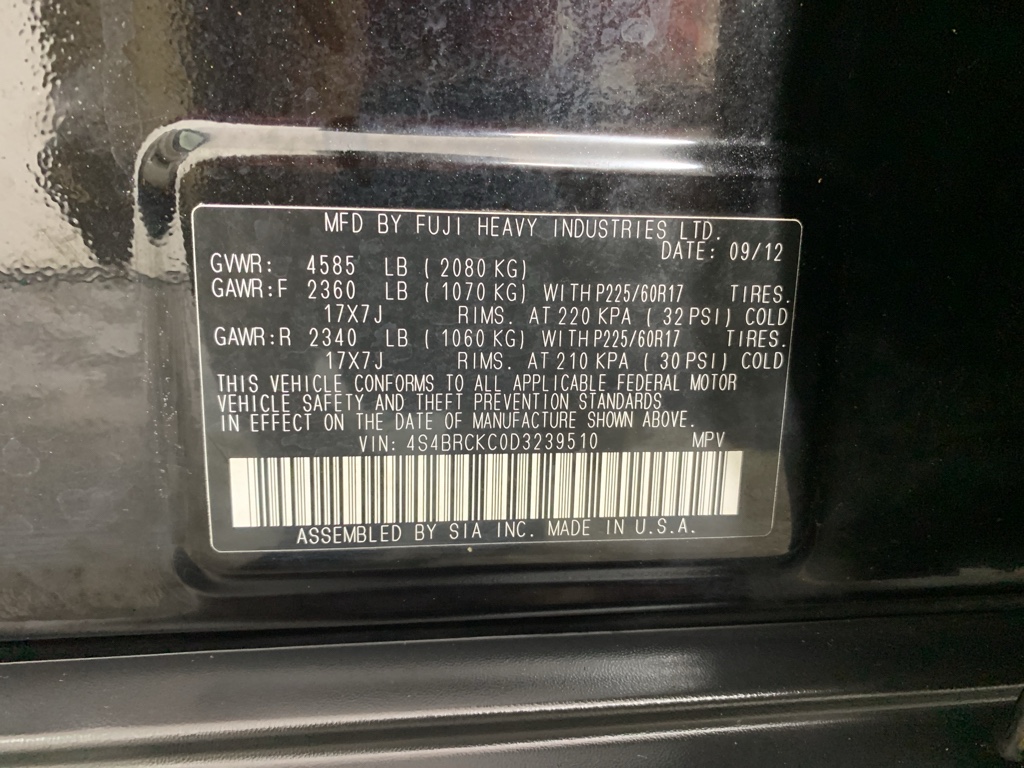 MFD BY FUJI HEAVY INDUSTRIES LTD.
DATE: 09/12
GVWR: 4585 LB ( 2080 KG)
GAWR:F 2360 LB ( 1070 KG) WITH P225/60R17 TIRES.
17X7J RIMS. AT 220 KPA ( 32 PSI) COLD
GAWR:R 2340 LB ( 1060 KG) WITH P225/60R17 TIRES.
17X7J RIMS. AT 210 KPA ( 30 PSI) COLD
THIS VEHICLE CONFORMS TO ALL APPLICABLE FEDERAL MOTOR
VEHICLE SAFETY AND THEFT PREVENTION STANDARDS
IN EFFECT ON THE DATE OF MANUFACTURE SHOWN ABOVE.
VIN: 4S4BRCKC0D3239510 MPV
ASSEMBLED BY SIA INC. MADE IN U.S.A.